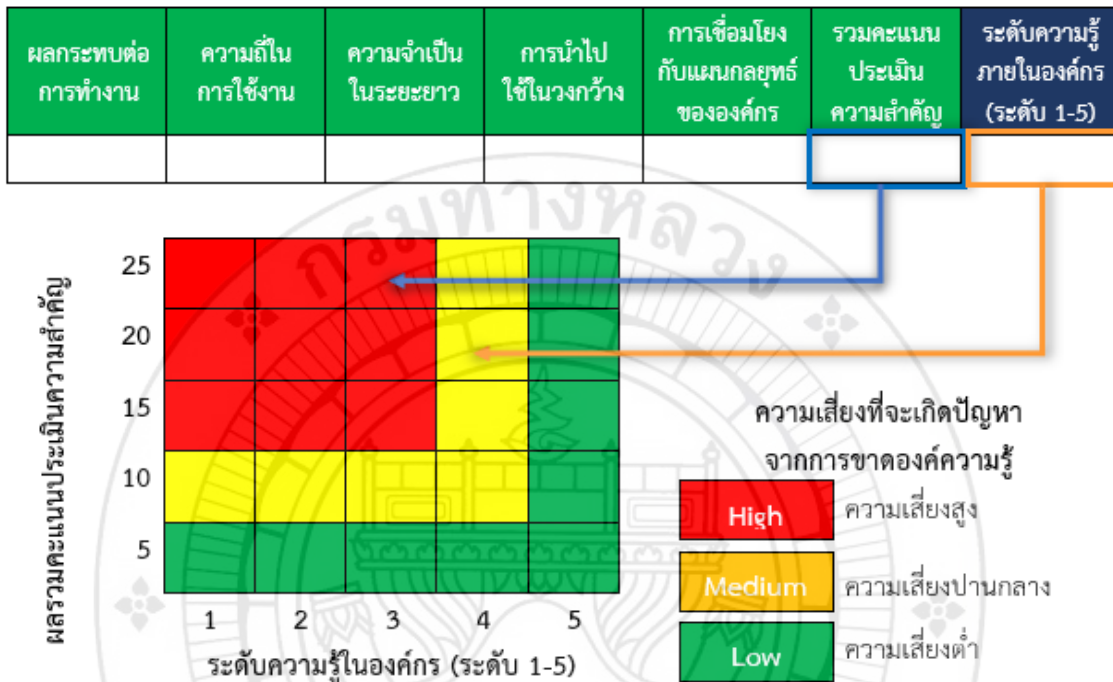 ผลกระทบต่อ
การทำงาน
ความถี่ใน
การใช้งาน
ความจำเป็น
ในระยะยาว
การนำไป
ใช้ในวงกว้าง
การเชื่อมโยง
กับแผนกลยุทธ์
ขององค์กร
รวมคะแนน
ประเมิน
ความสำคัญ
ระดับความรู้
ภายในองค์กร
(ระดับ 1-5)
กรมทางหลวง
ผลรวมคะแนนประเมินความสำคัญ
25
20
15
10
5
1 2 3 4 5
ระดับความรู้ในองค์กร (ระดับ 1-5)
ความเสี่ยงที่จะเกิดปัญหา
จากการขาดองค์ความรู้
High ความเสี่ยงสูง
Medium ความเสี่ยงปานกลาง
Low ความเสี่ยงต่ำ